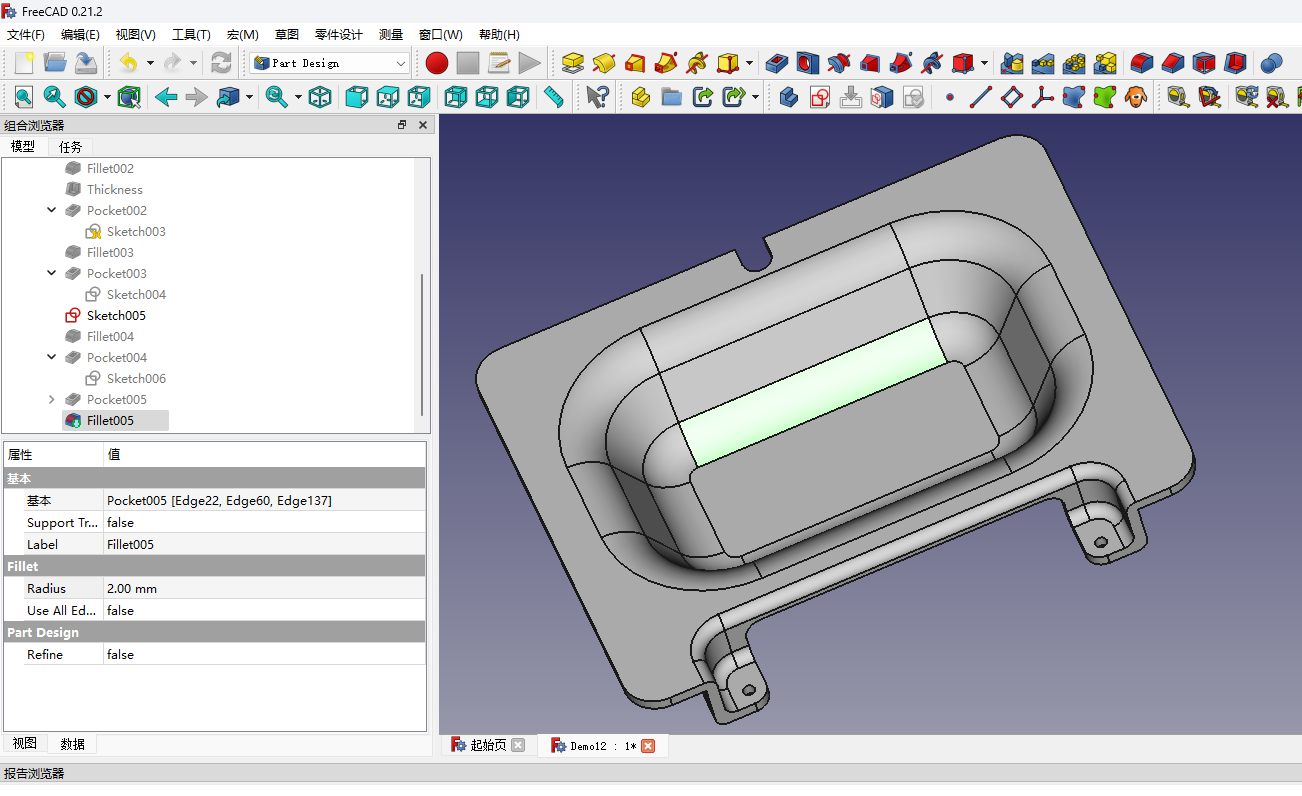 FreeCAD 0.21.2
文件(F) 编辑(E) 视图(V) 工具(T) 宏(M) 草图 零件设计 测量 窗口(W) 帮助(H)
Part Design
组合浏览器
模型 任务
Fillet002
Thickness
Pocket002
Sketch003
Fillet003
Pocket003
Sketch004
Sketch005
Fillet004
Pocket004
Sketch006
Pocket005
Fillet005
属性 值
基本
基本 Pocket005 [Edge22, Edge60, Edge137]
Support Tr... false
Label Fillet005
Fillet
Radius 2.00 mm
Use All Ed... false
Part Design
Refine false
视图 数据
起始页 Demo12 : 1*
报告浏览器